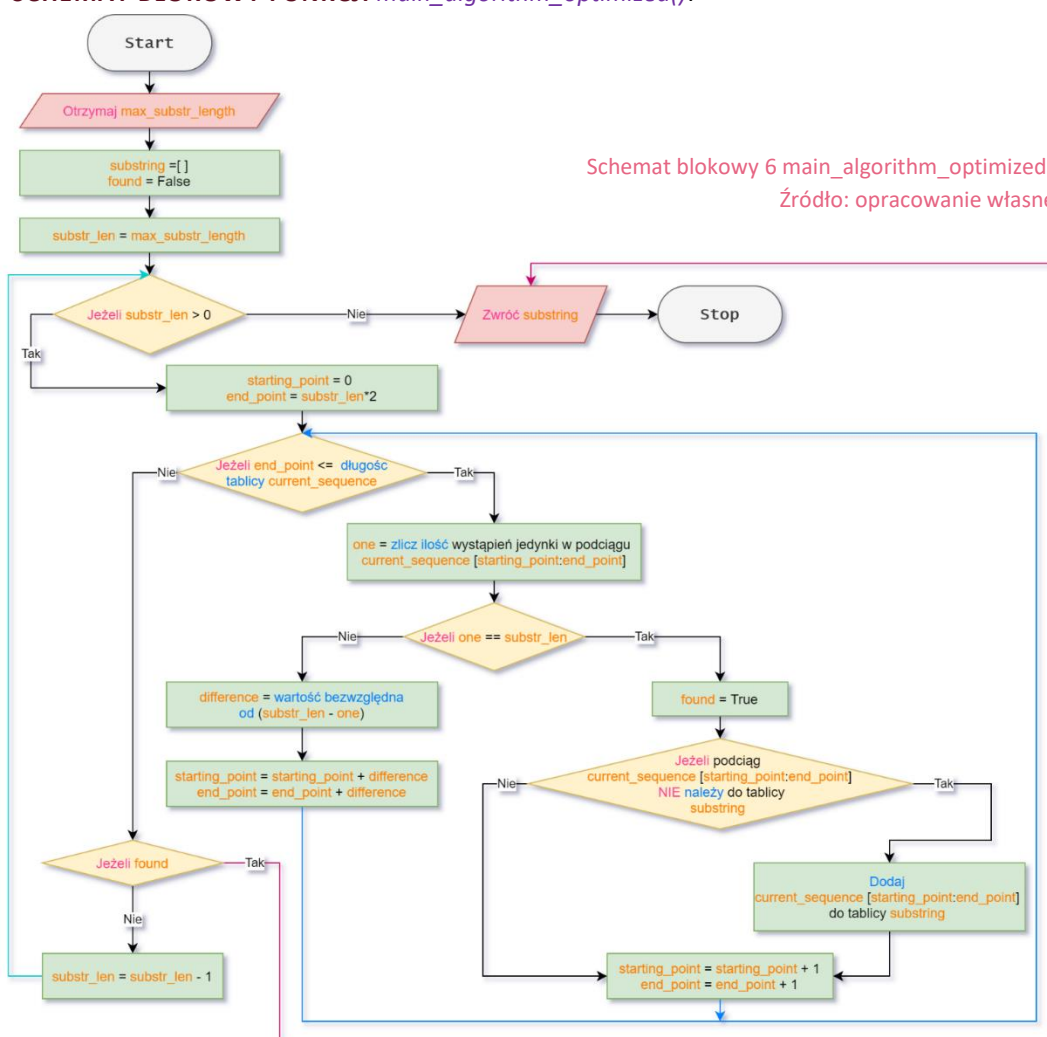 SCHEMAT BLOKOWY FUNKCJI main_algorithm_optimized():
Start
Otrzymaj max_substr_length
substring =[ ]
found = False
Schemat blokowy 6 main_algorithm_optimized
Źródło: opracowanie własne
substr_len = max_substr_length
Jeżeli substr_len > 0
Nie
Zwróć substring
Stop
Tak
starting_point = 0
end_point = substr_len*2
Jeżeli end_point <= długośc
tablicy current_sequence
Nie
Tak
one = zlicz ilość wystąpień jedynki w podciągu
current_sequence [starting_point:end_point]
Jeżeli one == substr_len
Nie
Tak
difference = wartość bezwzględna
od (substr_len - one)
found = True
starting_point = starting_point + difference
end_point = end_point + difference
Jeżeli podciąg
current_sequence [starting_point:end_point]
NIE należy do tablicy
substring
Nie
Tak
Jeżeli found
Tak
Nie
Dodaj
current_sequence [starting_point:end_point]
do tablicy substring
substr_len = substr_len - 1
starting_point = starting_point + 1
end_point = end_point + 1